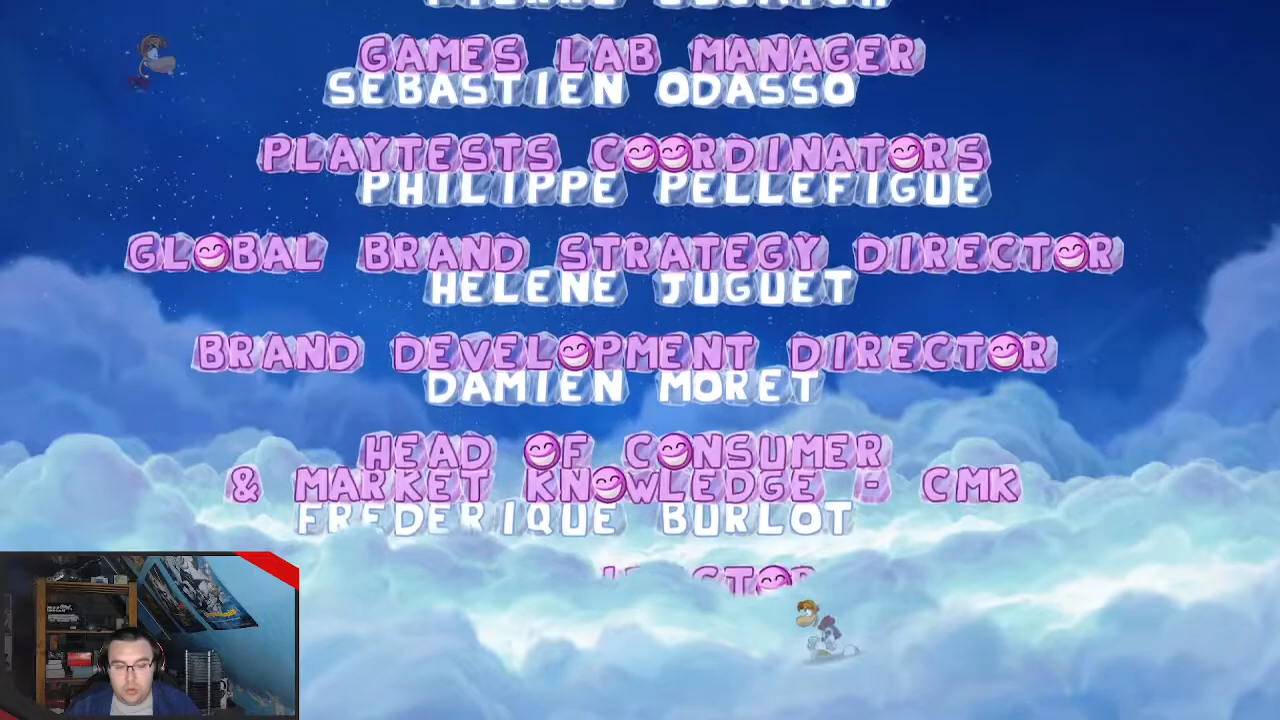 GAMES LAB MANAGER
SEBASTIEN ODASSO
PLAYTESTS COORDINATORS
PHILIPPE PELLEFIGUE
GLOBAL BRAND STRATEGY DIRECTOR
HELENE JUGUET
BRAND DEVELOPMENT DIRECTOR
DAMIEN MORET
HEAD OF CONSUMER
& MARKET KNOWLEDGE - CMK
FREDERIQUE BURLOT